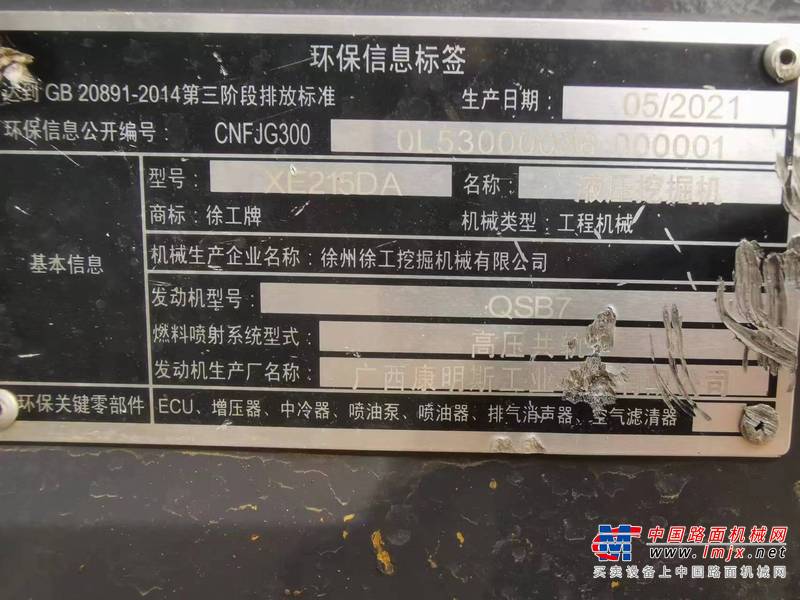 环保信息标签
达到 GB 20891-2014第三阶段排放标准 生产日期： 05/2021
环保信息公开编号： CNFJG300 000001
型号： XE215DA 名称： 液压挖掘机
商标：徐工牌 机械类型：工程机械
基本信息
机械生产企业名称：徐州徐工挖掘机械有限公司
发动机型号： QSB7
燃料喷射系统型式： 高压共
发动机生产厂名称： 广西康明斯工业 公司
环保关键零部件 ECU、增压器、中冷器、喷油泵、喷油器、排气消声器、空气滤清器
中国路面机械网
www.lmjx.net
买卖设备上中国路面机械网